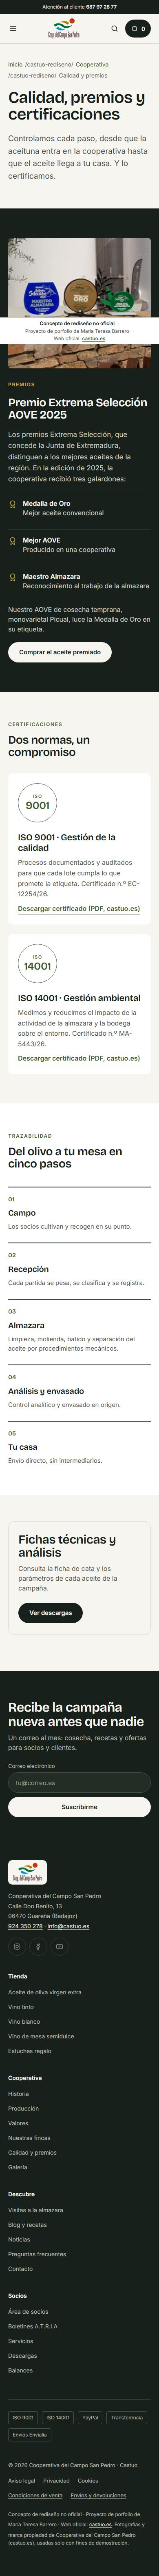 Atención al cliente 687 97 28 77
Coop. del Campo San Pedro
0
Inicio /castuo-rediseno/ Cooperativa
/castuo-rediseno/ Calidad y premios
Calidad, premios y
certificaciones
Controlamos cada paso, desde que la
aceituna entra en la cooperativa hasta
que el aceite llega a tu casa. Y lo
certificamos.
MAESTRO
ALMAZARA
ORO
Concepto de rediseño no oficial
Proyecto de porfolio de María Teresa Barrero
Web oficial: castuo.es
PREMIOS
Premio Extrema Selección
AOVE 2025
Los premios Extrema Selección, que
concede la Junta de Extremadura,
distinguen a los mejores aceites de la
región. En la edición de 2025, la
cooperativa recibió tres galardones:
Medalla de Oro
Mejor aceite convencional
Mejor AOVE
Producido en una cooperativa
Maestro Almazara
Reconocimiento al trabajo de la almazara
Nuestro AOVE de cosecha temprana,
monovarietal Picual, luce la Medalla de Oro en
su etiqueta.
Comprar el aceite premiado
CERTIFICACIONES
Dos normas, un
compromiso
ISO
9001
ISO 9001 · Gestión de la
calidad
Procesos documentados y auditados
para que cada lote cumpla lo que
promete la etiqueta. Certificado n.º EC-
12254/26.
Descargar certificado (PDF, castuo.es)
ISO
14001
ISO 14001 · Gestión ambiental
Medimos y reducimos el impacto de la
actividad de almazara y la bodega
sobre el entorno. Certificado n.º MA-
5443/26.
Descargar certificado (PDF, castuo.es)
TRAZABILIDAD
Del olivo a tu mesa en
cinco pasos
01
Campo
Los socios cultivan y recogen en su punto.
02
Recepción
Cada partida se pesa, se clasifica y se registra.
03
Almazara
Limpieza, molienda, batido y separación del
aceite por procedimientos mecánicos.
04
Análisis y envasado
Control analítico y envasado en origen.
05
Tu casa
Envío directo, sin intermediarios.
Fichas técnicas y
análisis
Consulta la ficha de cata y los
parámetros de cada aceite de la
campaña.
Ver descargas
Recibe la campaña
nueva antes que nadie
Un correo al mes: cosecha, recetas y ofertas
para socios y clientes.
Correo electrónico
tu@correo.es
Suscribirme
Coop. del Campo San Pedro
Cooperativa del Campo San Pedro
Calle Don Benito, 13
06470 Guareña (Badajoz)
924 350 278 · info@castuo.es
Tienda
Aceite de oliva virgen extra
Vino tinto
Vino blanco
Vino de mesa semidulce
Estuches regalo
Cooperativa
Historia
Producción
Valores
Nuestras fincas
Calidad y premios
Galería
Descubre
Visitas a la almazara
Blog y recetas
Noticias
Preguntas frecuentes
Contacto
Socios
Área de socios
Boletines A.T.R.I.A
Servicios
Descargas
Balances
ISO 9001
ISO 14001
PayPal
Transferencia
Envíos Envialia
© 2026 Cooperativa del Campo San Pedro · Castuo
Aviso legal Privacidad Cookies
Condiciones de venta Envíos y devoluciones
Concepto de rediseño no oficial · Proyecto de porfolio de
María Teresa Barrero · Web oficial: castuo.es. Fotografías y
marca propiedad de Cooperativa del Campo San Pedro
(castuo.es), usadas solo con fines de demostración.